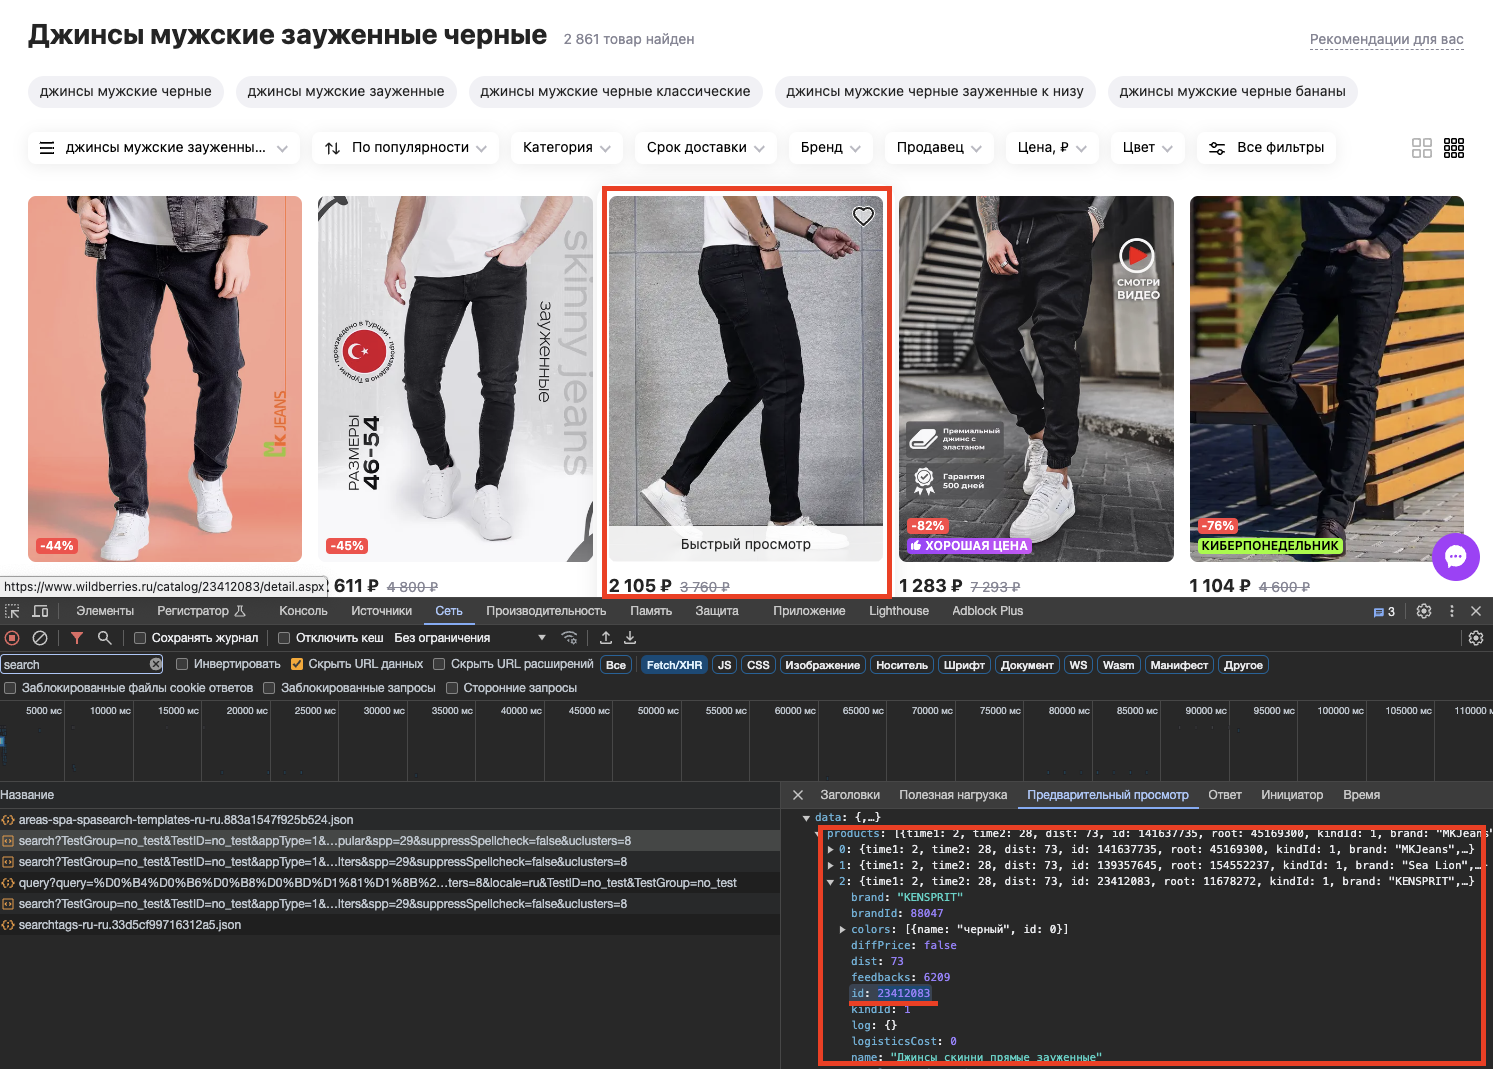 Джинсы мужские зауженные черные 2 861 товар найден
Рекомендации для вас
джинсы мужские черные
джинсы мужские зауженные
джинсы мужские черные классические
джинсы мужские черные зауженные к низу
джинсы мужские черные бананы
джинсы мужские зауженны...
По популярности
Категория
Срок доставки
Бренд
Продавец
Цена, ₽
Цвет
Все фильтры
MK JEANS
-44%
произведено в Турции · произведено в Турции ·
skinny jeans
зауженные
РАЗМЕРЫ
46-54
-45%
Быстрый просмотр
СМОТРИ
ВИДЕО
Премиальный
джинс с
эластаном
Гарантия
500 дней
-82%
ХОРОШАЯ ЦЕНА
-76%
КИБЕРПОНЕДЕЛЬНИК
https://www.wildberries.ru/catalog/23412083/detail.aspx
611 ₽ 4 800 ₽
2 105 ₽ 3 760 ₽
1 283 ₽ 7 293 ₽
1 104 ₽ 4 600 ₽
Элементы Регистратор Консоль Источники Сеть Производительность Память Защита Приложение Lighthouse Adblock Plus 3
Сохранять журнал Отключить кеш Без ограничения
search Инвертировать Скрыть URL данных Скрыть URL расширений Все Fetch/XHR JS CSS Изображение Носитель Шрифт Документ WS Wasm Манифест Другое
Заблокированные файлы cookie ответов Заблокированные запросы Сторонние запросы
5000 мс 10000 мс 15000 мс 20000 мс 25000 мс 30000 мс 35000 мс 40000 мс 45000 мс 50000 мс 55000 мс 60000 мс 65000 мс 70000 мс 75000 мс 80000 мс 85000 мс 90000 мс 95000 мс 100000 мс 105000 мс 110000 м
Название
areas-spa-spasearch-templates-ru-ru.883a1547f925b524.json
search?TestGroup=no_test&TestID=no_test&appType=1&...pular&spp=29&suppressSpellcheck=false&uclusters=8
search?TestGroup=no_test&TestID=no_test&appType=1&...lters&spp=29&suppressSpellcheck=false&uclusters=8
query?query=%D0%B4%D0%B6%D0%B8%D0%BD%D1%81%D1%8B%2...ters=8&locale=ru&TestID=no_test&TestGroup=no_test
search?TestGroup=no_test&TestID=no_test&appType=1&...lters&spp=29&suppressSpellcheck=false&uclusters=8
searchtags-ru-ru.33d5cf99716312a5.json
Заголовки Полезная нагрузка Предварительный просмотр Ответ Инициатор Время
data: {,…}
products: [{time1: 2, time2: 28, dist: 73, id: 141637735, root: 45169300, kindId: 1, brand: "MKJeans"
0: {time1: 2, time2: 28, dist: 73, id: 141637735, root: 45169300, kindId: 1, brand: "MKJeans",…}
1: {time1: 2, time2: 28, dist: 73, id: 139357645, root: 154552237, kindId: 1, brand: "Sea Lion",…}
2: {time1: 2, time2: 28, dist: 73, id: 23412083, root: 11678272, kindId: 1, brand: "KENSPRIT",…}
brand: "KENSPRIT"
brandId: 88047
colors: [{name: "черный", id: 0}]
diffPrice: false
dist: 73
feedbacks: 6209
id: 23412083
kindId: 1
log: {}
logisticsCost: 0
name: "Джинсы скинни прямые зауженные"